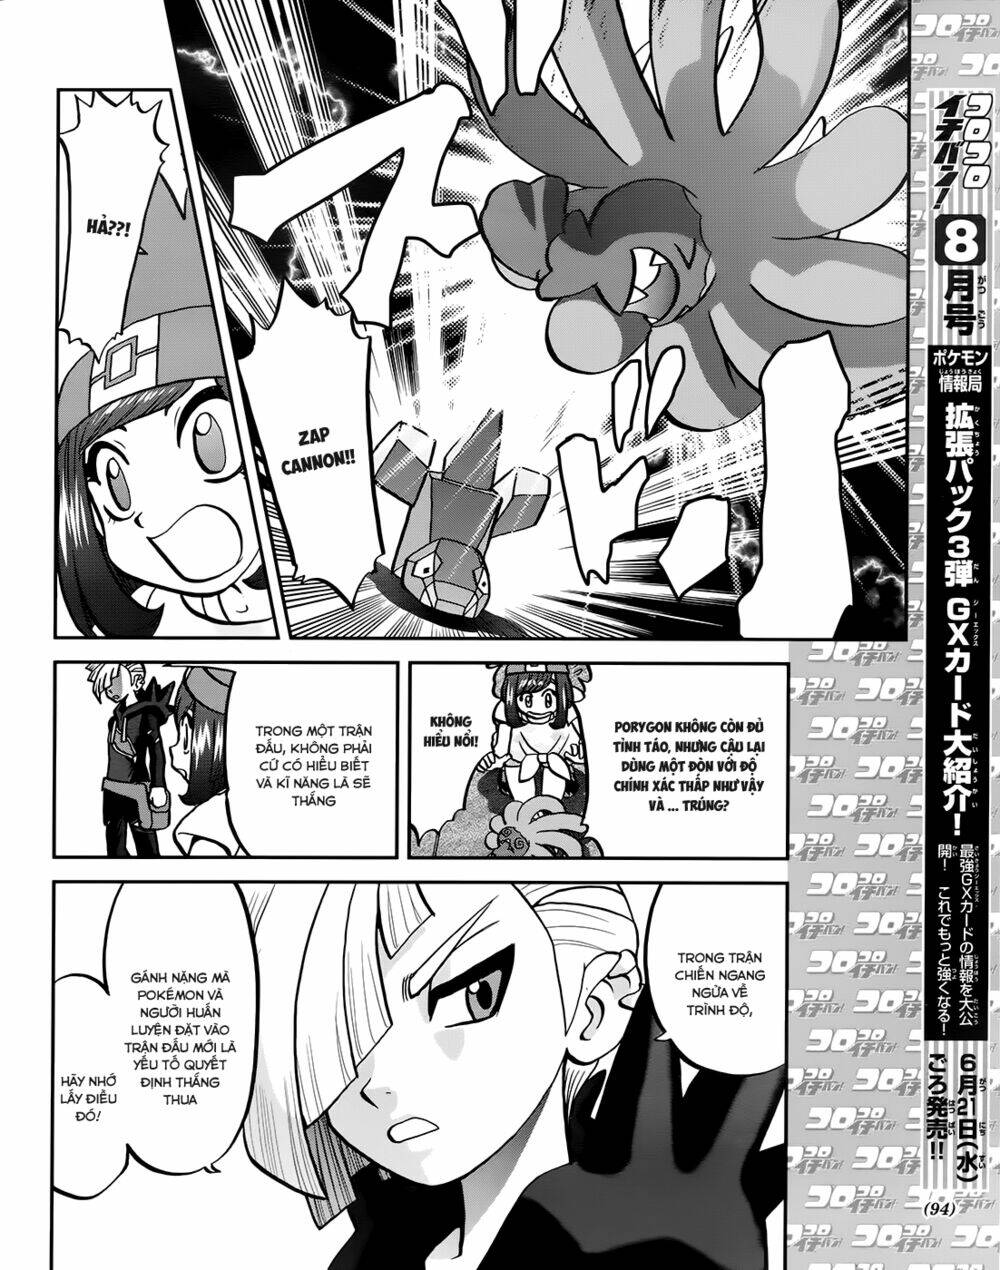 HẢ??!
ZAP
CANNON!!
PORYGON KHÔNG CÒN ĐỦ
TỈNH TÁO, NHƯNG CẬU LẠI
DÙNG MỘT ĐÒN VỚI ĐỘ
CHÍNH XÁC THẤP NHƯ VẬY
VÀ ... TRÚNG?
KHÔNG
HIỂU NỔI!
TRONG MỘT TRẬN
ĐẤU, KHÔNG PHẢI
CỨ CÓ HIỂU BIẾT
VÀ KĨ NĂNG LÀ SẼ
THẮNG
TRONG TRẬN
CHIẾN NGANG
NGỬA VỀ
TRÌNH ĐỘ,
GÁNH NẶNG MÀ
POKÉMON VÀ
NGƯỜI HUẤN
LUYỆN ĐẶT VÀO
TRẬN ĐẤU MỚI LÀ
YẾU TỐ QUYẾT
ĐỊNH THẮNG
THUA
HÃY NHỚ
LẤY ĐIỀU
ĐÓ!
コロコロ
イチバン!
8月号
ポケモン
情報局
拡張パック3弾 GXカード大紹介!
最強GXカードの情報を大公
開! これでもっと強くなる!
6月21日(水)
ごろ発売!!
(94)